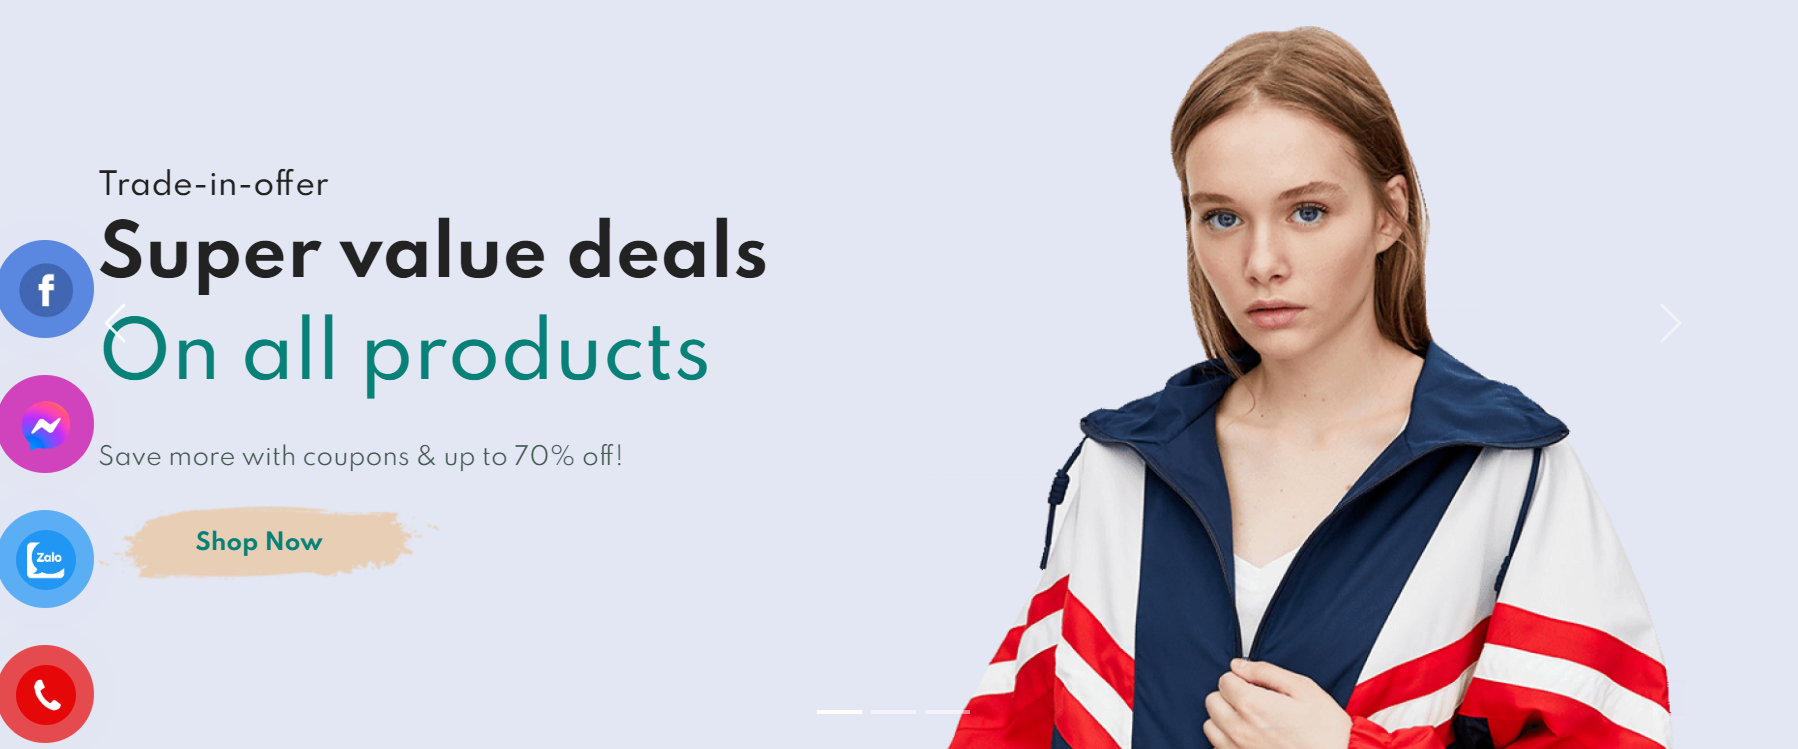 Trade-in-offer
Super value deals
On all products
Save more with coupons & up to 70% off!
Shop Now
Zalo